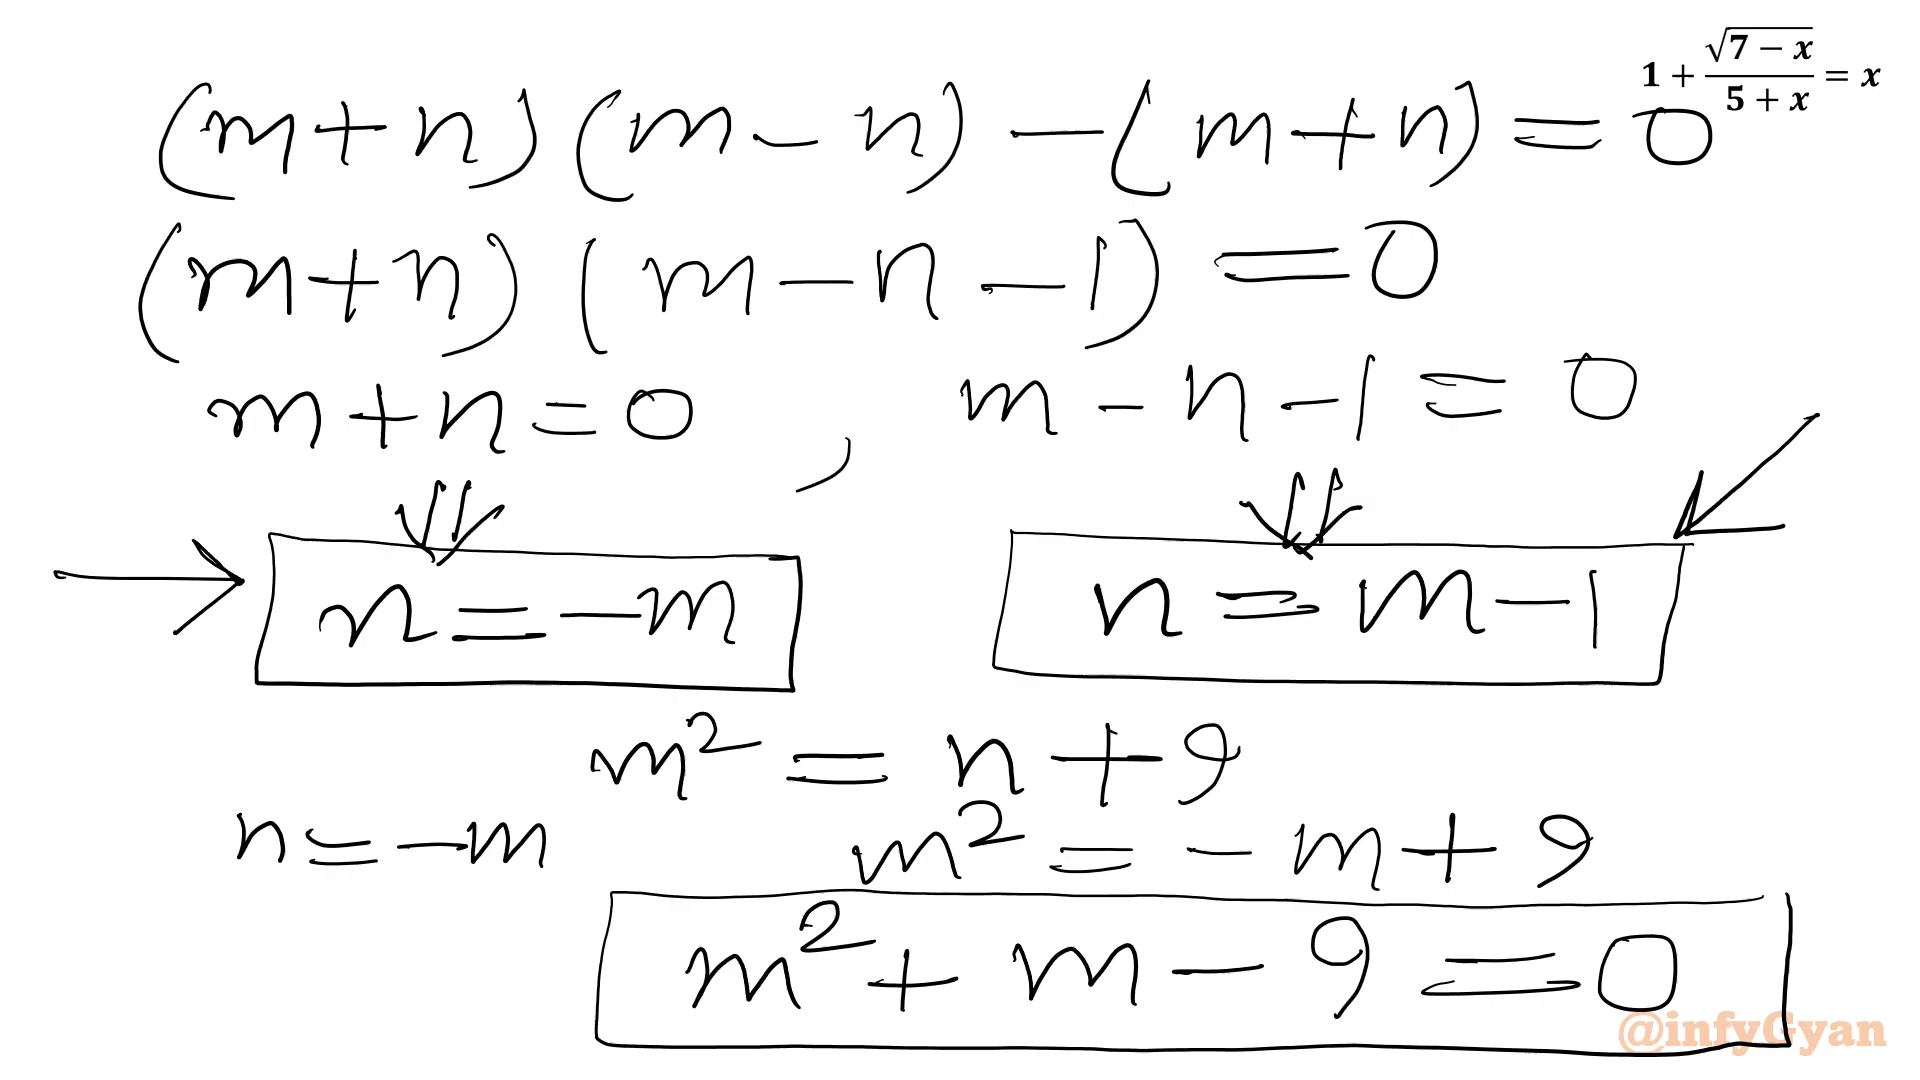 1 + √(7 − x)/(5 + x) = x
(m+n)(m−n) −(m+n) = 0
(m+n)(m−n−1) = 0
m+n=0 , m−n−1=0
n=−m n=m−1
m² = n+9
n=−m m² = −m+9
m²+m−9=0
@infyGyan